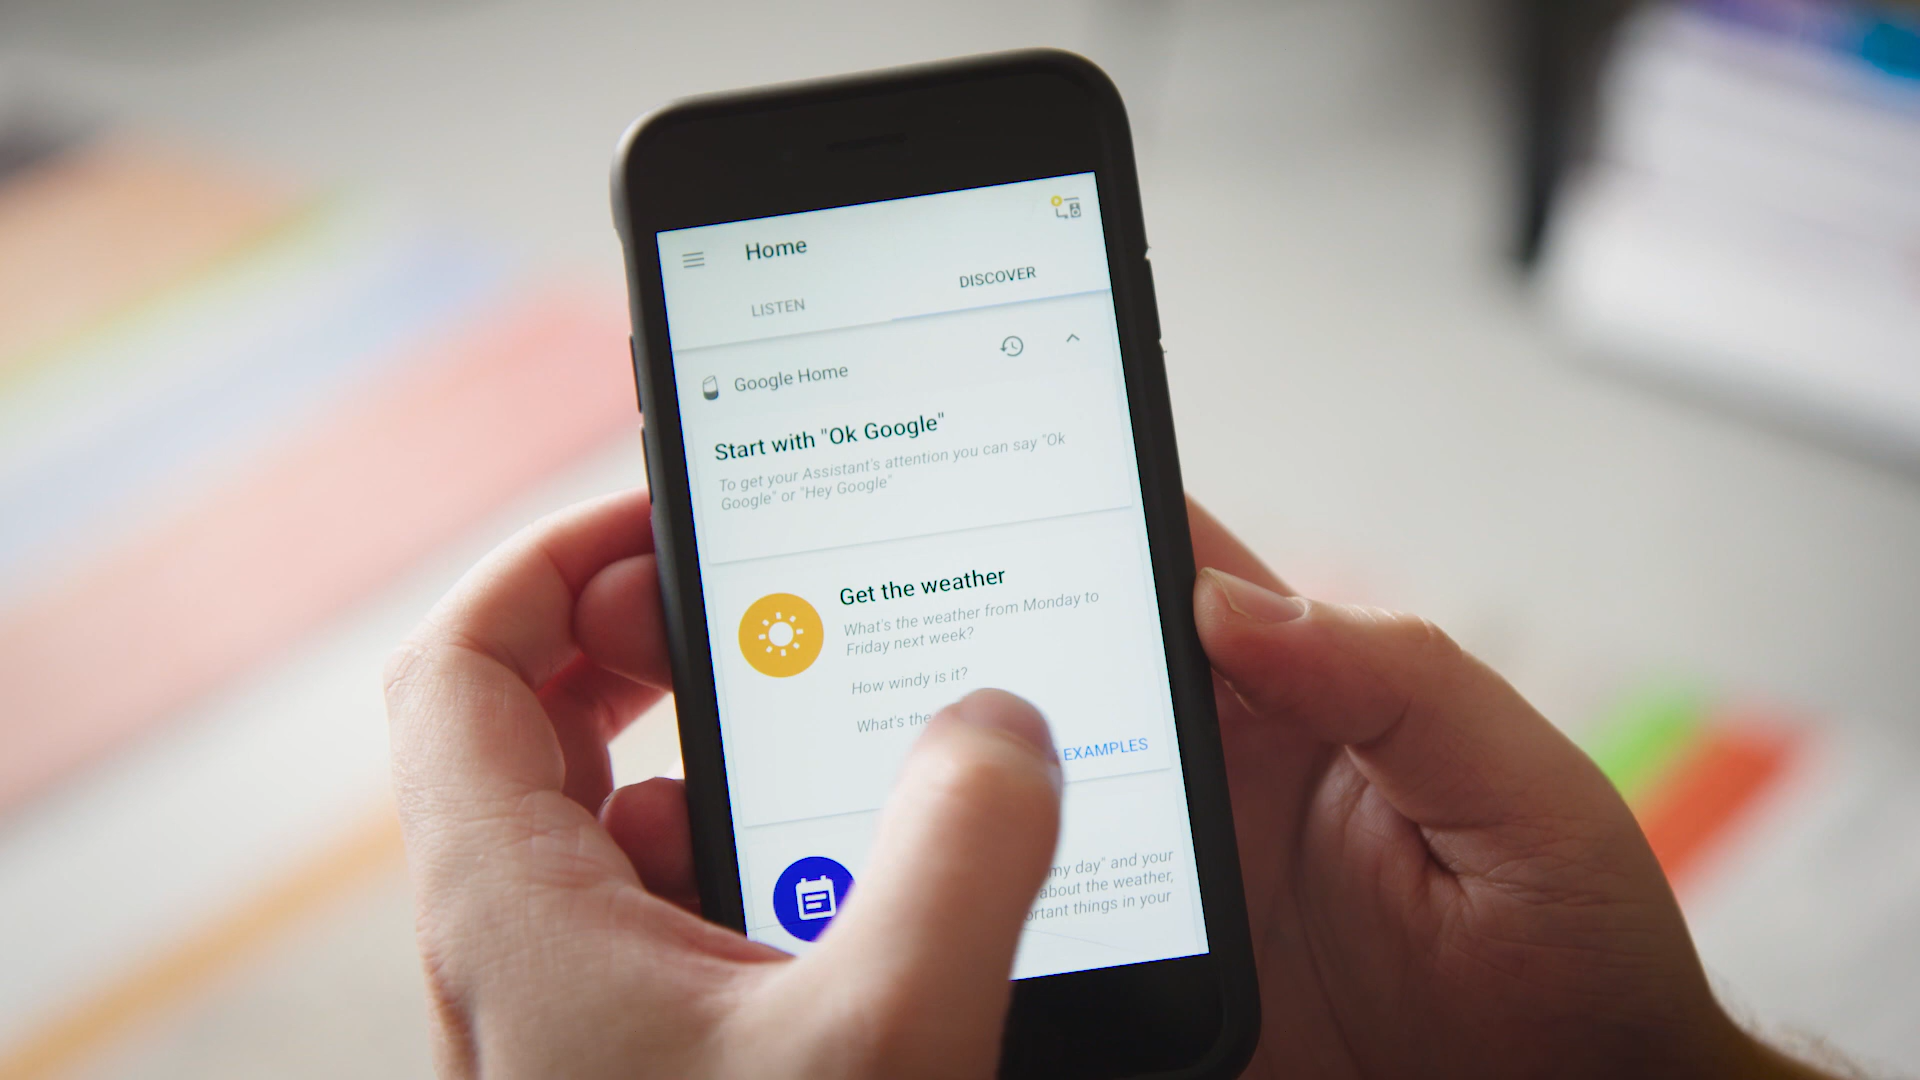 Home
LISTEN
DISCOVER
Google Home
Start with "Ok Google"
To get your Assistant's attention you can say "Ok
Google" or "Hey Google"
Get the weather
What's the weather from Monday to
Friday next week?
How windy is it?
What's the
EXAMPLES
my day" and your
about the weather,
things in your